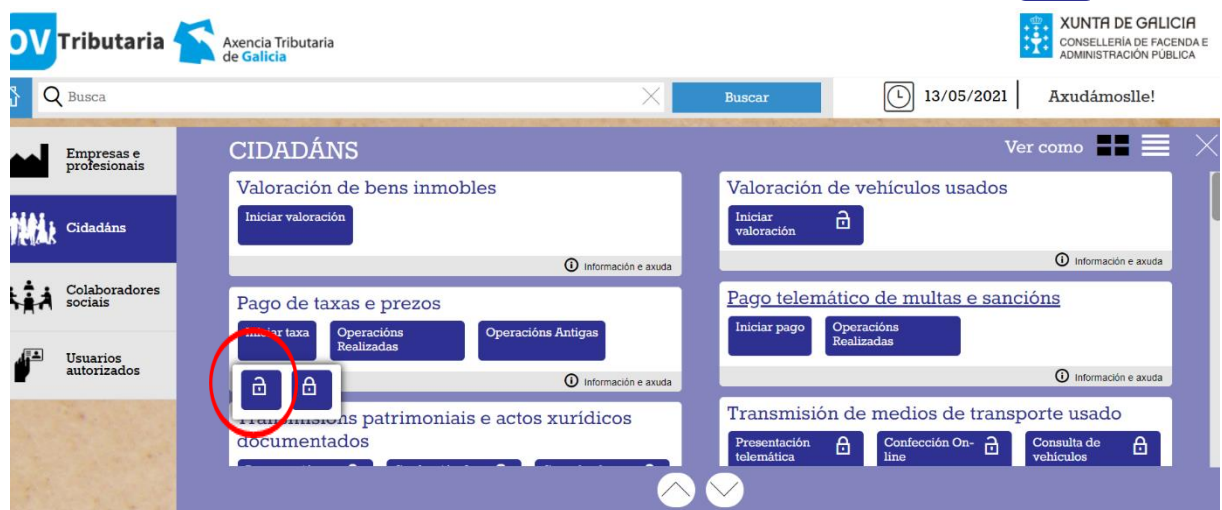 OV Tributaria
Axencia Tributaria
de Galicia
XUNTA DE GALICIA
CONSELLERÍA DE FACENDA E
ADMINISTRACIÓN PÚBLICA
Busca
Buscar
13/05/2021
Axudámoslle!
Empresas e
profesionais
Cidadáns
Colaboradores
sociais
Usuarios
autorizados
CIDADÁNS
Ver como
Valoración de bens inmobles
Iniciar valoración
Información e axuda
Valoración de vehículos usados
Iniciar
valoración
Información e axuda
Pago de taxas e prezos
Iniciar taxa
Operacións
Realizadas
Operacións Antigas
Información e axuda
Pago telemático de multas e sancións
Iniciar pago
Operacións
Realizadas
Información e axuda
Transmisións patrimoniais e actos xurídicos
documentados
Transmisión de medios de transporte usado
Presentación
telemática
Confección On-
line
Consulta de
vehículos